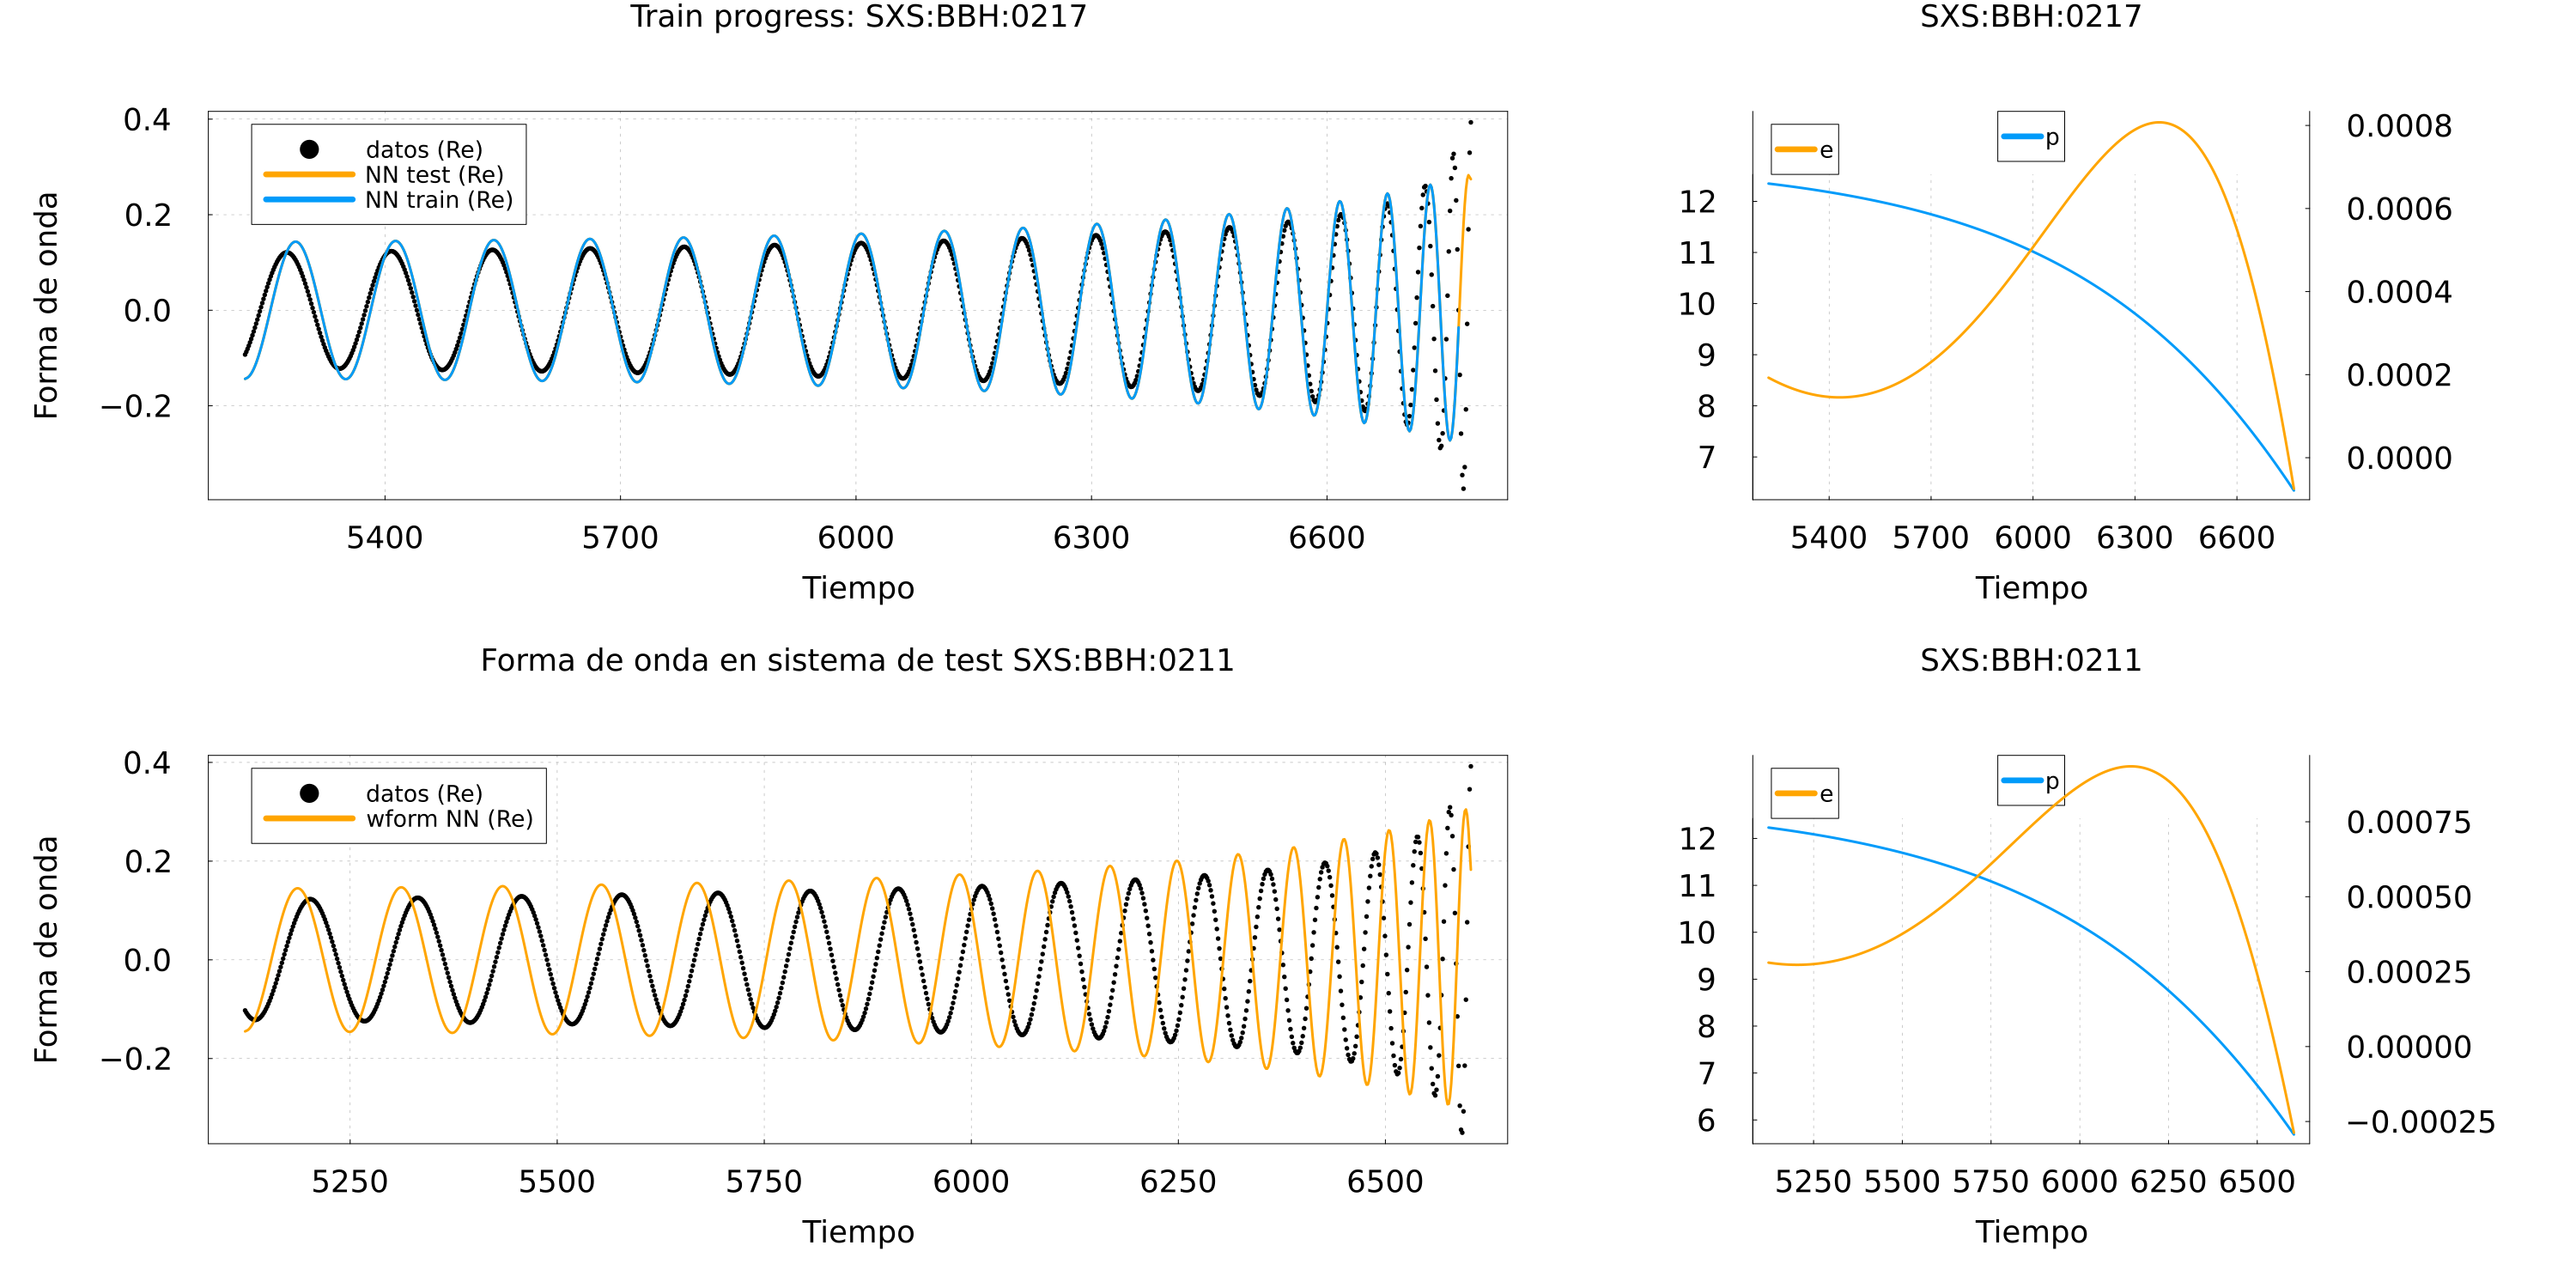 Train progress: SXS:BBH:0217
0.4
0.2
0.0
−0.2
Forma de onda
datos (Re)
NN test (Re)
NN train (Re)
5400 5700 6000 6300 6600
Tiempo
SXS:BBH:0217
e
p
12
11
10
9
8
7
0.0008
0.0006
0.0004
0.0002
0.0000
5400 5700 6000 6300 6600
Tiempo
Forma de onda en sistema de test SXS:BBH:0211
0.4
0.2
0.0
−0.2
Forma de onda
datos (Re)
wform NN (Re)
5250 5500 5750 6000 6250 6500
Tiempo
SXS:BBH:0211
e
p
12
11
10
9
8
7
6
0.00075
0.00050
0.00025
0.00000
−0.00025
5250 5500 5750 6000 6250 6500
Tiempo